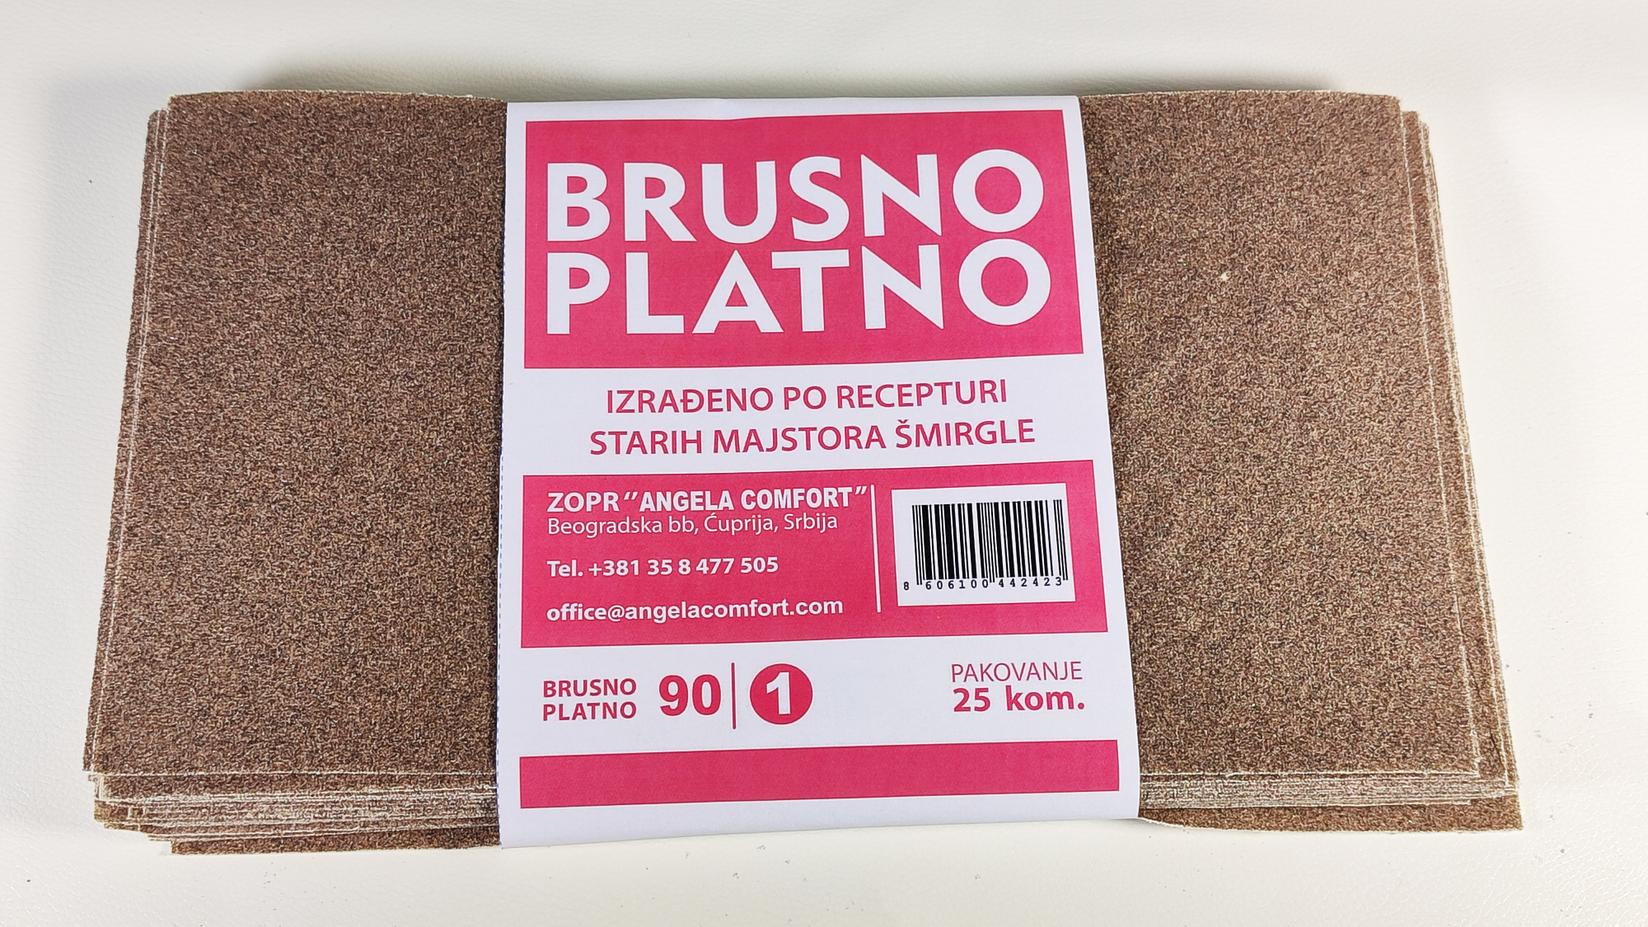 BRUSNO
PLATNO
IZRAĐENO PO RECEPTURI
STARIH MAJSTORA ŠMIRGLE
ZOPR "ANGELA COMFORT"
Beogradska bb, Ćuprija, Srbija
Tel. +381 35 8 477 505
office@angelacomfort.com
8 606100 442423
BRUSNO
PLATNO
90 | 1
PAKOVANJE
25 kom.